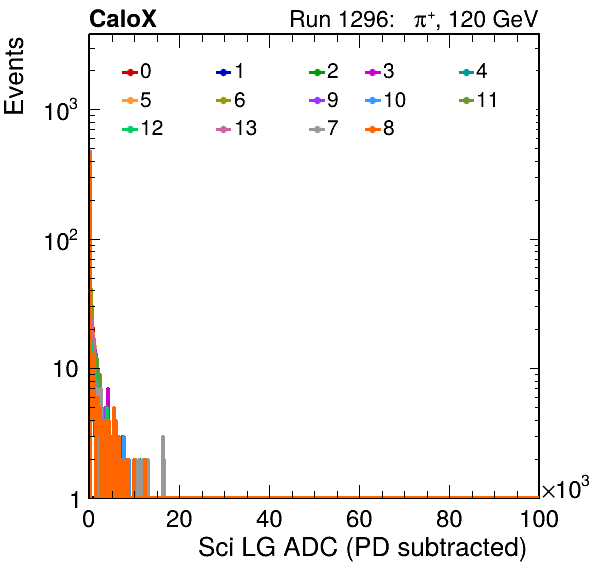 CaloX Run 1296: π⁺, 120 GeV
Events
0 1 2 3 4
5 6 9 10 11
12 13 7 8
10³
10²
10
1
0 20 40 60 80 100
×10³
Sci LG ADC (PD subtracted)